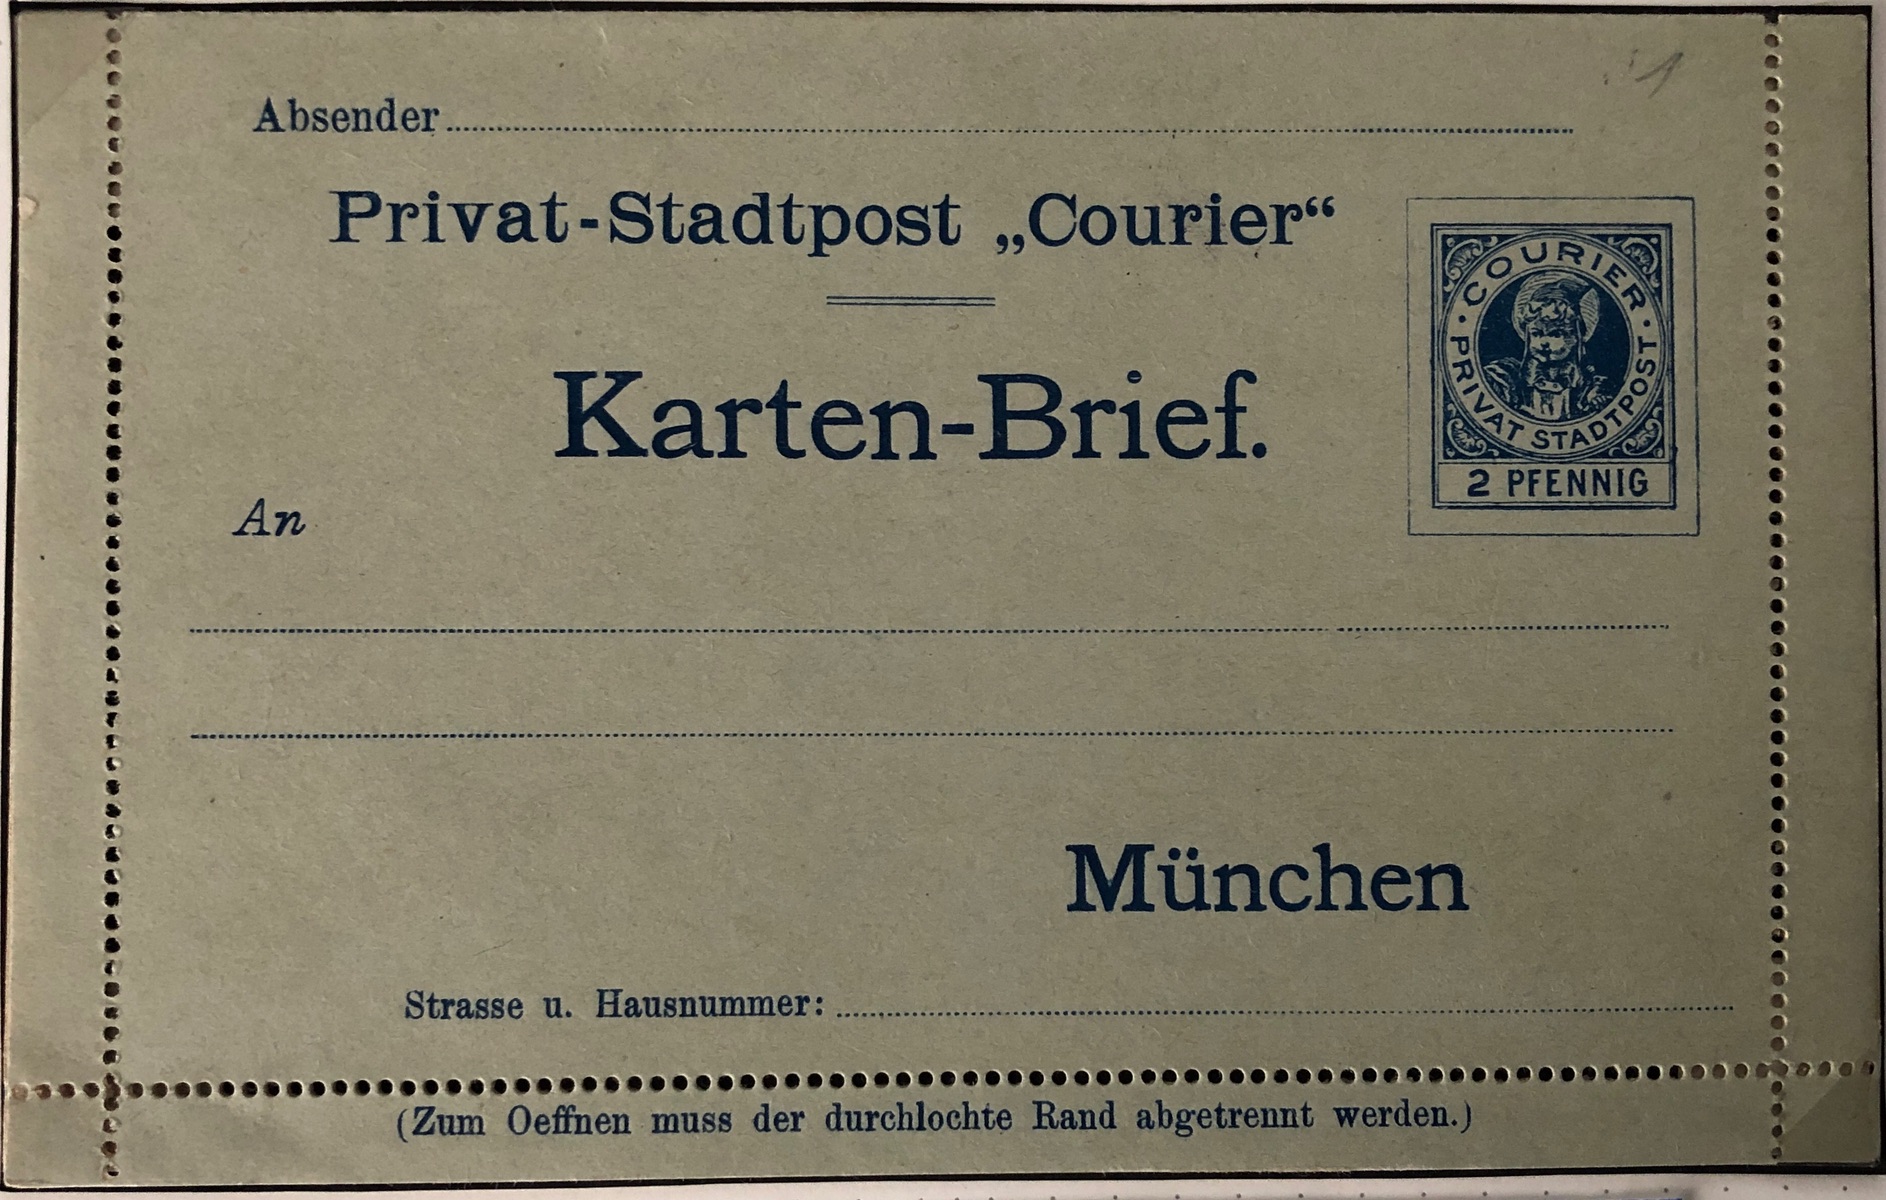 1
Absender
Privat-Stadtpost „Courier“
· COURIER ·
PRIVAT STADTPOST
2 PFENNIG
Karten-Brief.
An
München
Strasse u. Hausnummer:
(Zum Oeffnen muss der durchlochte Rand abgetrennt werden.)